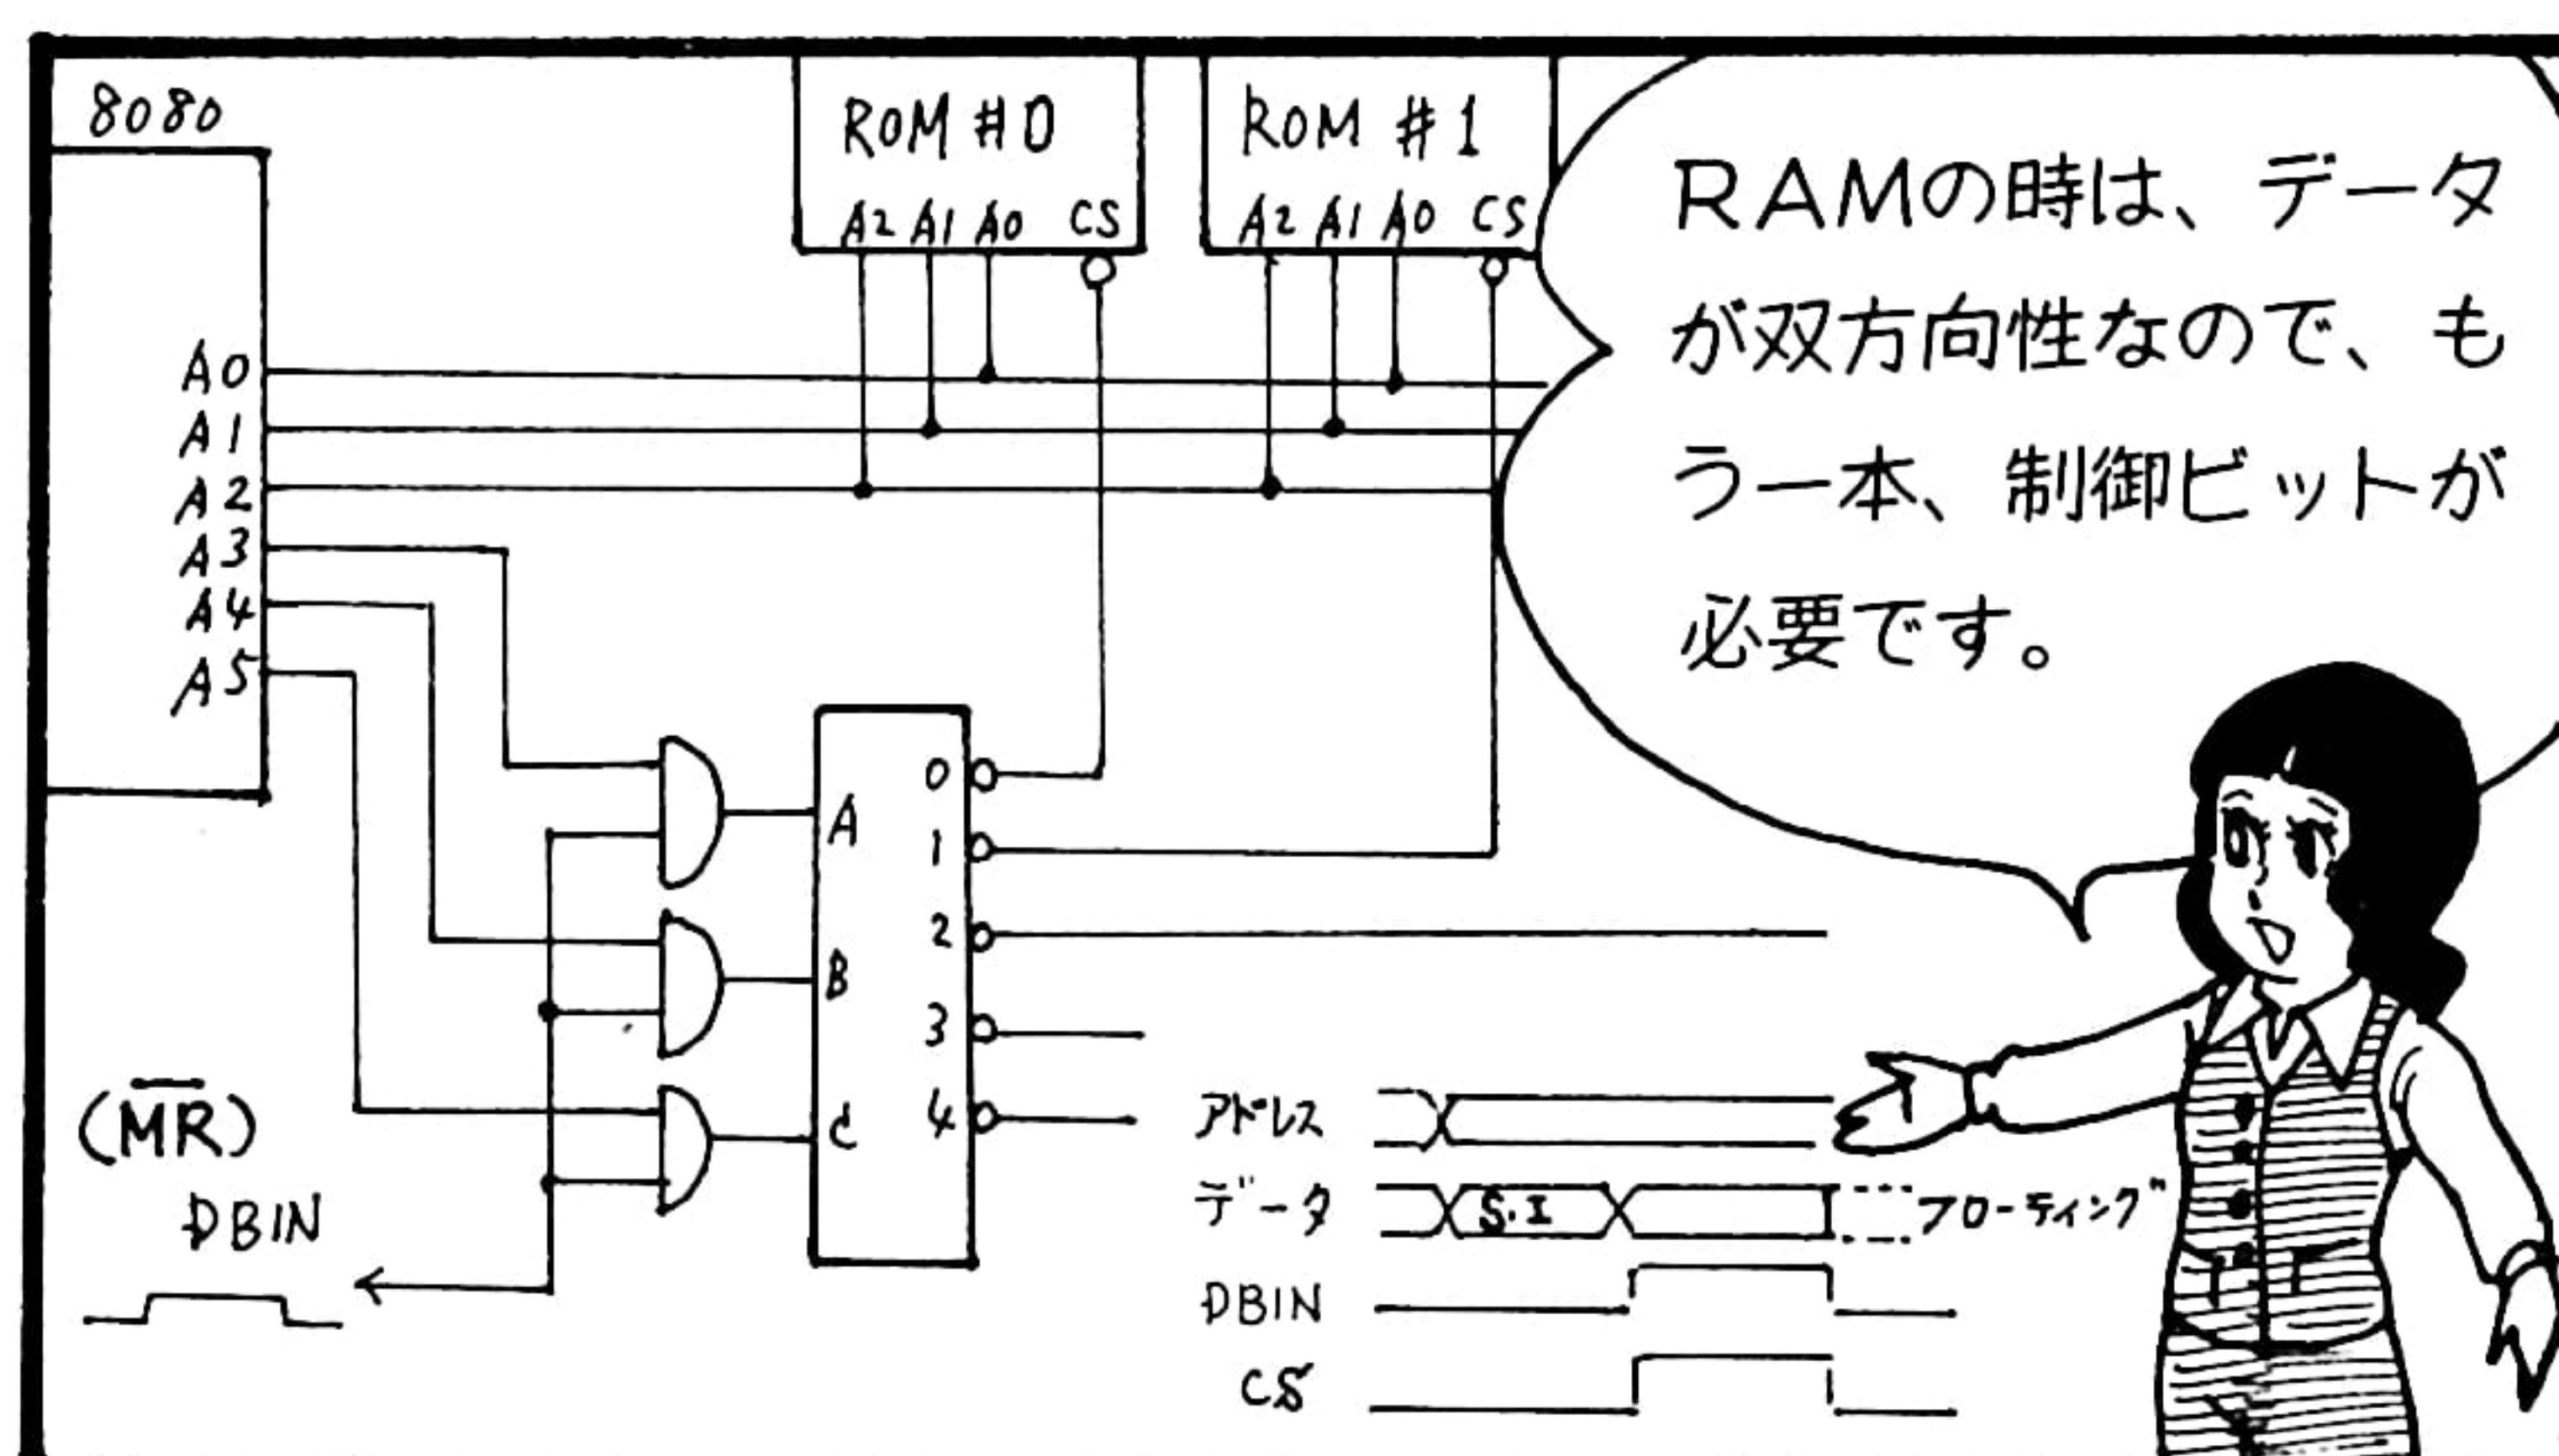 8080
ROM #0
A2 A1 A0 CS
ROM #1
A2 A1 A0 CS
A0
A1
A2
A3
A4
A5
A
B
C
0
1
2
3
4
(M̅R̅)
DBIN
RAMの時は、データ
が双方向性なので、も
う一本、制御ビットが
必要です。
アドレス
データ
S.I
フローティング
DBIN
CS